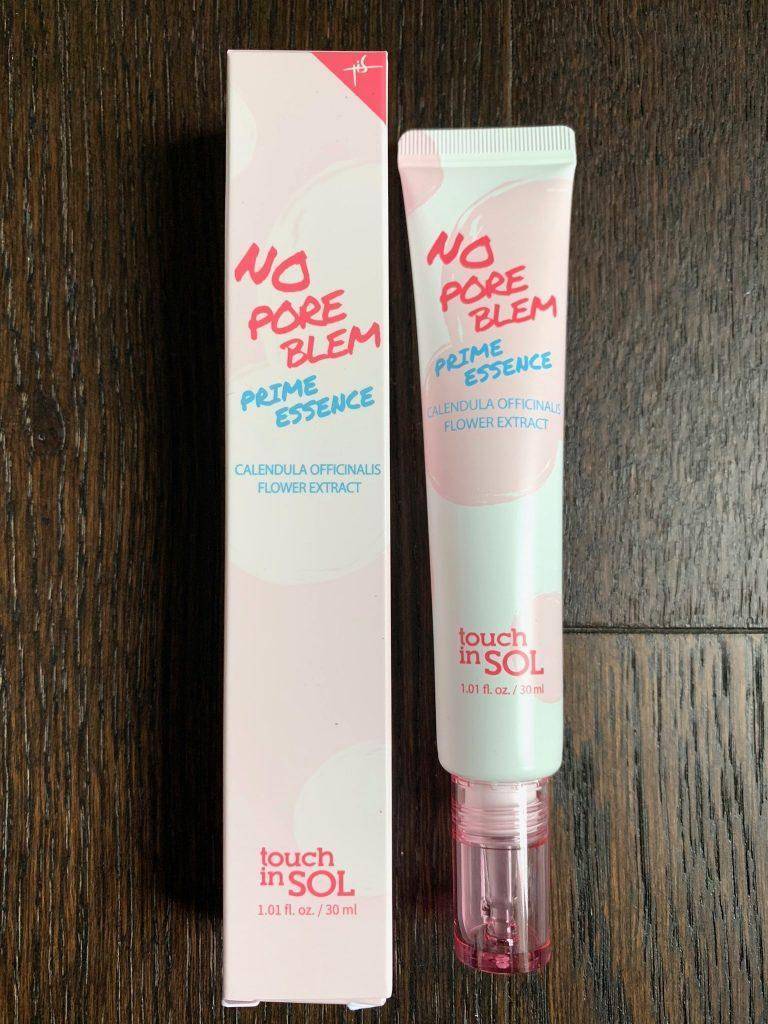 tis
NO
PORE
BLEM
PRIME
ESSENCE
CALENDULA OFFICINALIS
FLOWER EXTRACT
touch
in SOL
1.01 fl. oz. / 30 ml
NO
PORE
BLEM
PRIME
ESSENCE
CALENDULA OFFICINALIS
FLOWER EXTRACT
touch
in SOL
1.01 fl. oz. / 30 ml